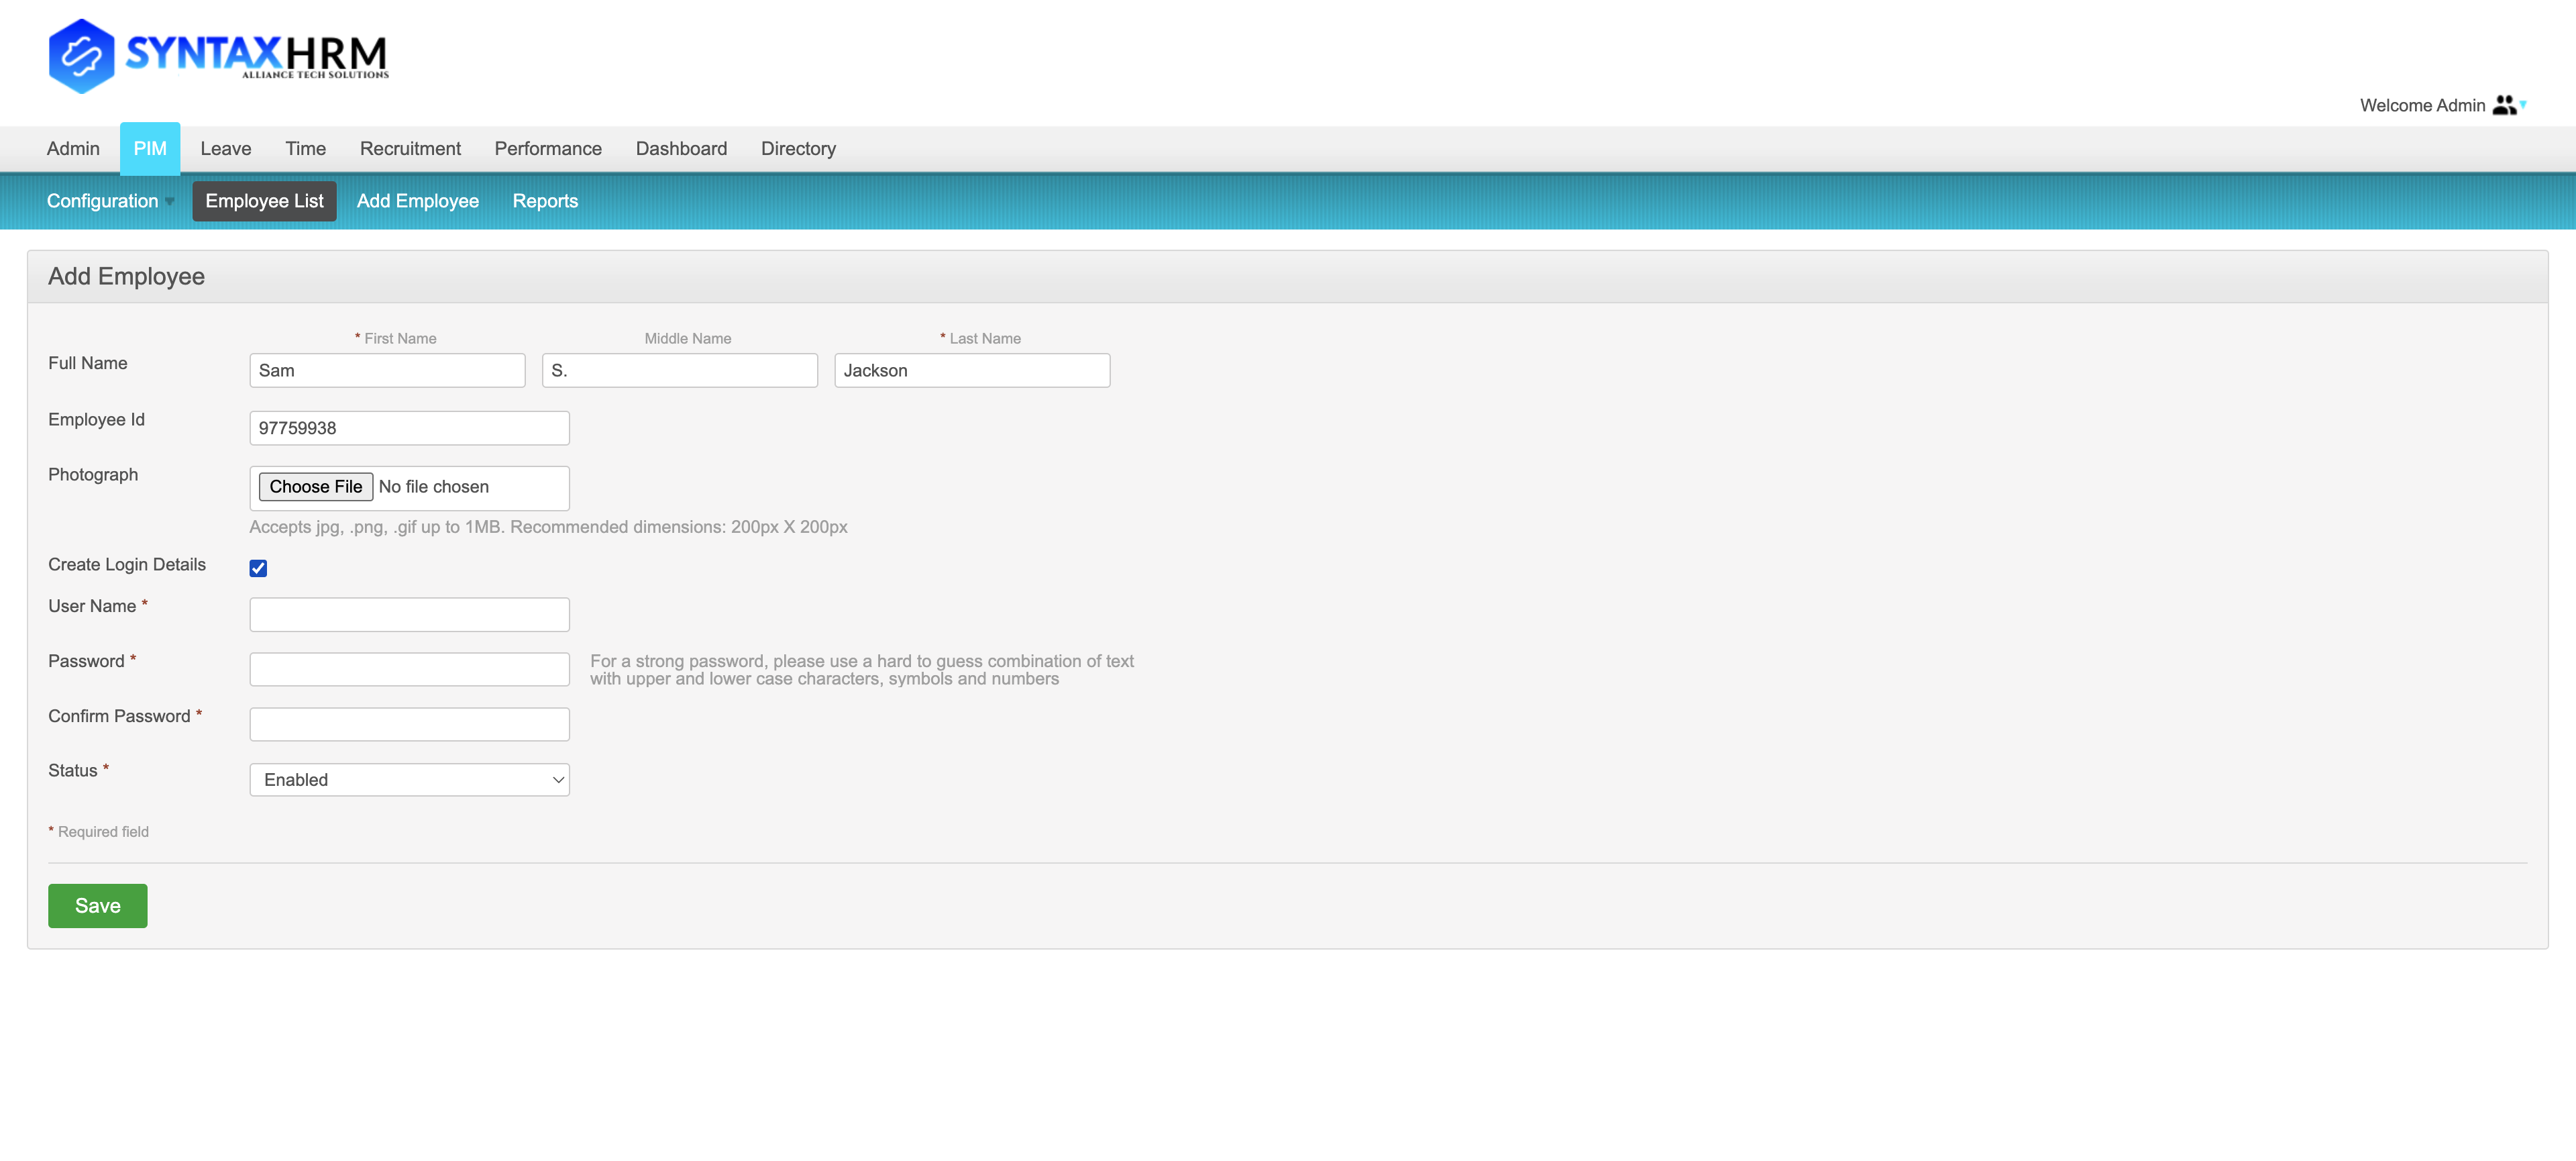 SYNTAXHRM
ALLIANCE TECH SOLUTIONS
Welcome Admin
Admin PIM Leave Time Recruitment Performance Dashboard Directory
Configuration Employee List Add Employee Reports
Add Employee
* First Name Middle Name * Last Name
Full Name Sam S. Jackson
Employee Id 97759938
Photograph Choose File No file chosen
Accepts jpg, .png, .gif up to 1MB. Recommended dimensions: 200px X 200px
Create Login Details
User Name *
Password * For a strong password, please use a hard to guess combination of text
with upper and lower case characters, symbols and numbers
Confirm Password *
Status * Enabled
* Required field
Save